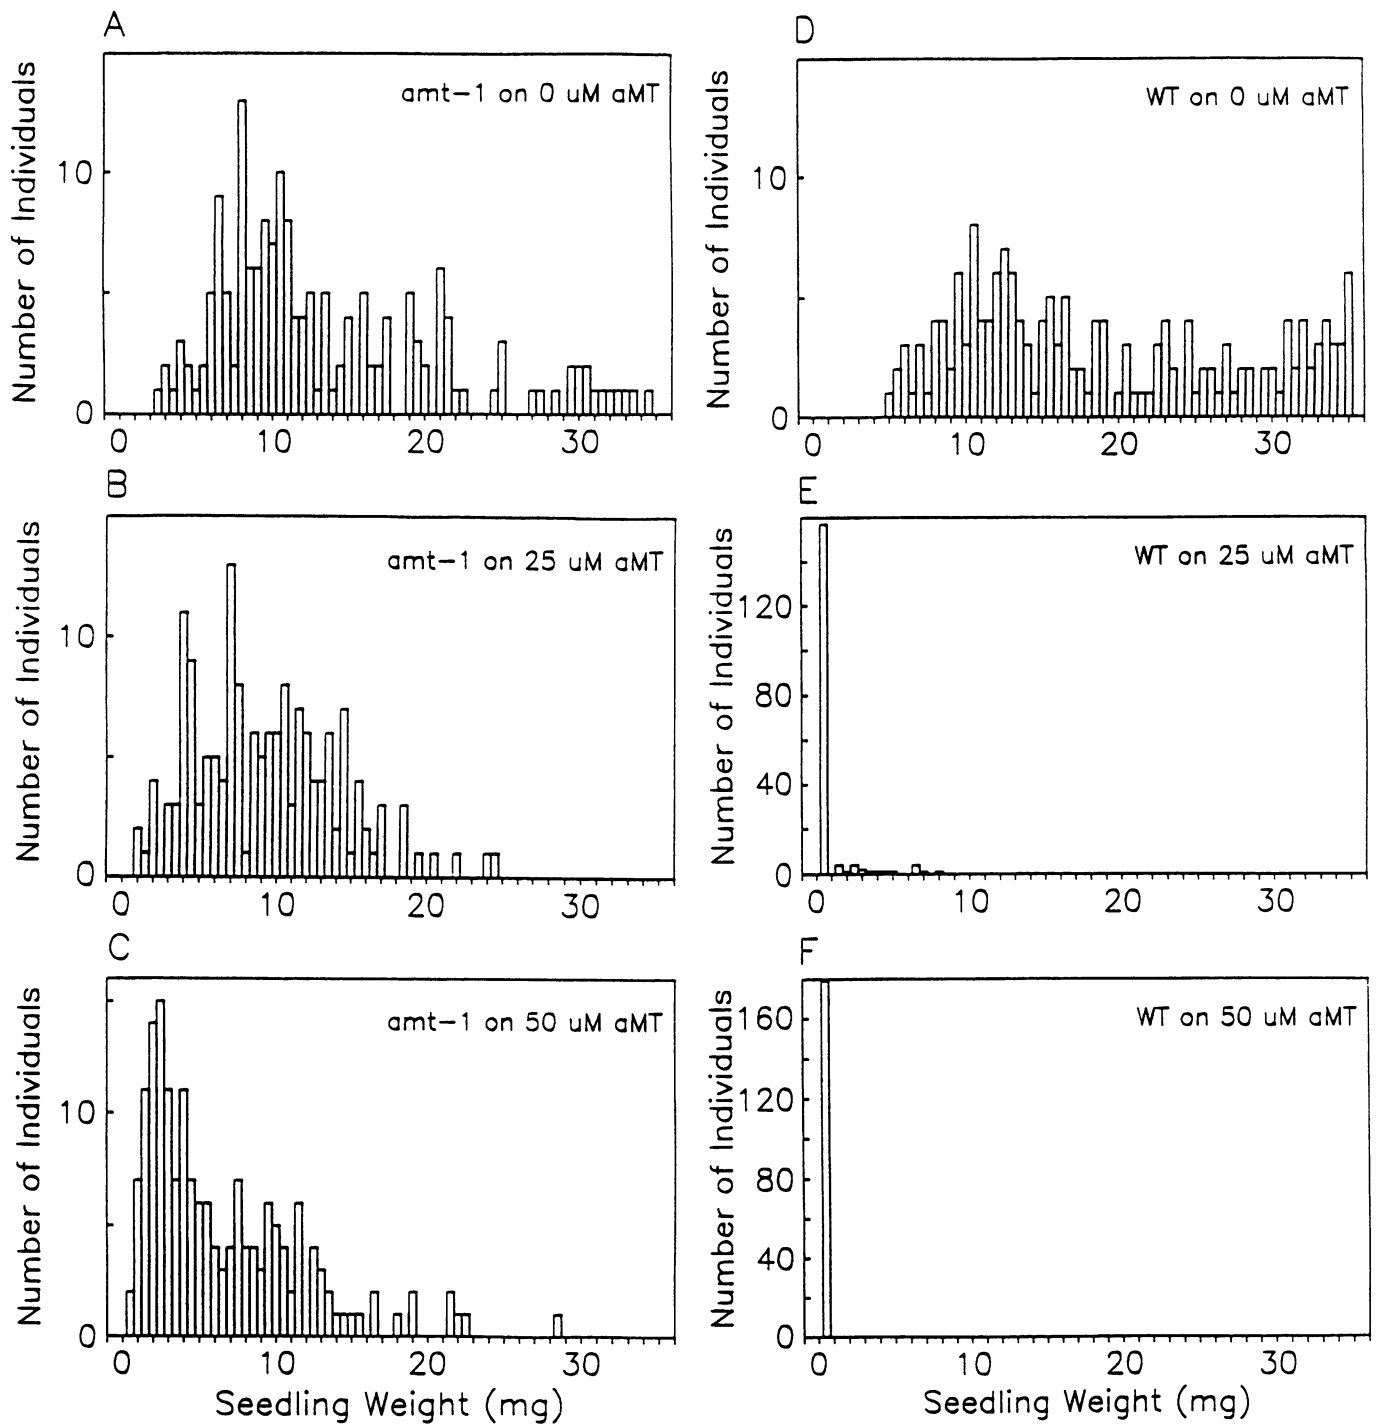 A
Number of Individuals
amt-1 on 0 uM aMT
10
0
0 10 20 30
B
Number of Individuals
amt-1 on 25 uM aMT
10
0
0 10 20 30
C
Number of Individuals
amt-1 on 50 uM aMT
10
0
0 10 20 30
Seedling Weight (mg)
D
Number of Individuals
WT on 0 uM aMT
10
0
0 10 20 30
E
Number of Individuals
WT on 25 uM aMT
120
80
40
0
0 10 20 30
F
Number of Individuals
WT on 50 uM aMT
160
120
80
40
0
0 10 20 30
Seedling Weight (mg)